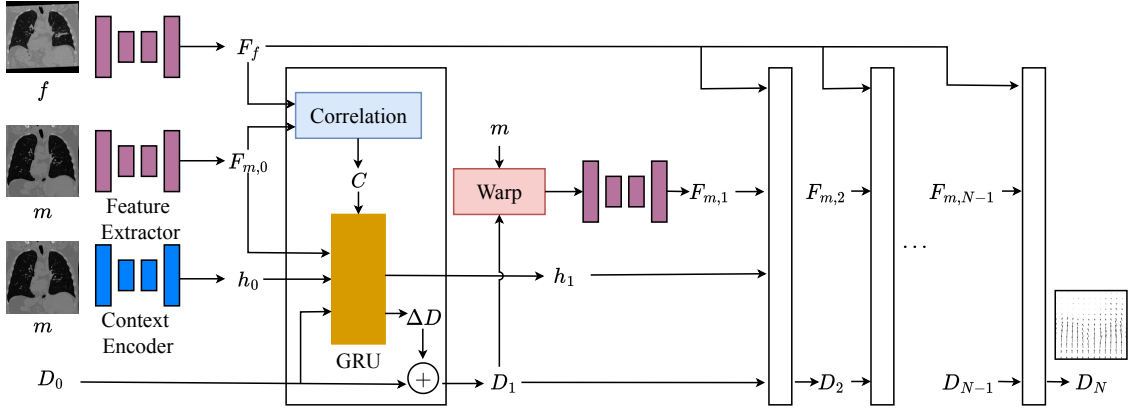 f
F_f
Correlation
m
F_{m,0}
C
m
Warp
F_{m,1}
F_{m,2}
F_{m,N−1}
m
Feature
Extractor
h_0
h_1
...
ΔD
m
Context
Encoder
GRU
D_0
+
D_1
D_2
D_{N−1}
D_N